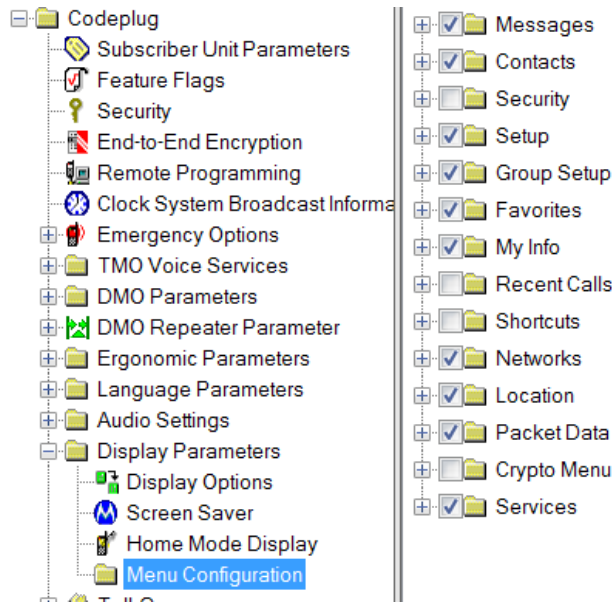 Codeplug
Subscriber Unit Parameters
Feature Flags
Security
End-to-End Encryption
Remote Programming
Clock System Broadcast Informa
Emergency Options
TMO Voice Services
DMO Parameters
DMO Repeater Parameter
Ergonomic Parameters
Language Parameters
Audio Settings
Display Parameters
Display Options
Screen Saver
Home Mode Display
Menu Configuration
Messages
Contacts
Security
Setup
Group Setup
Favorites
My Info
Recent Calls
Shortcuts
Networks
Location
Packet Data
Crypto Menu
Services